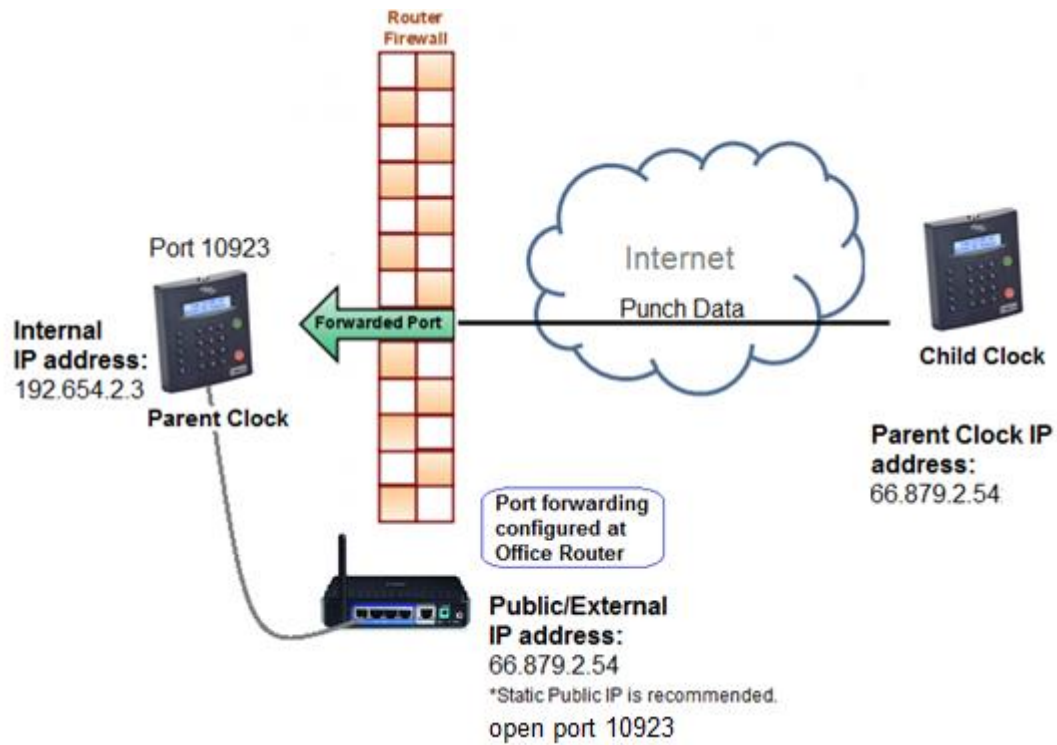 Router
Firewall
Port 10923
Internal
IP address:
192.654.2.3
Parent Clock
Forwarded Port
Internet
Punch Data
Child Clock
Parent Clock IP
address:
66.879.2.54
Port forwarding
configured at
Office Router
Public/External
IP address:
66.879.2.54
*Static Public IP is recommended.
open port 10923